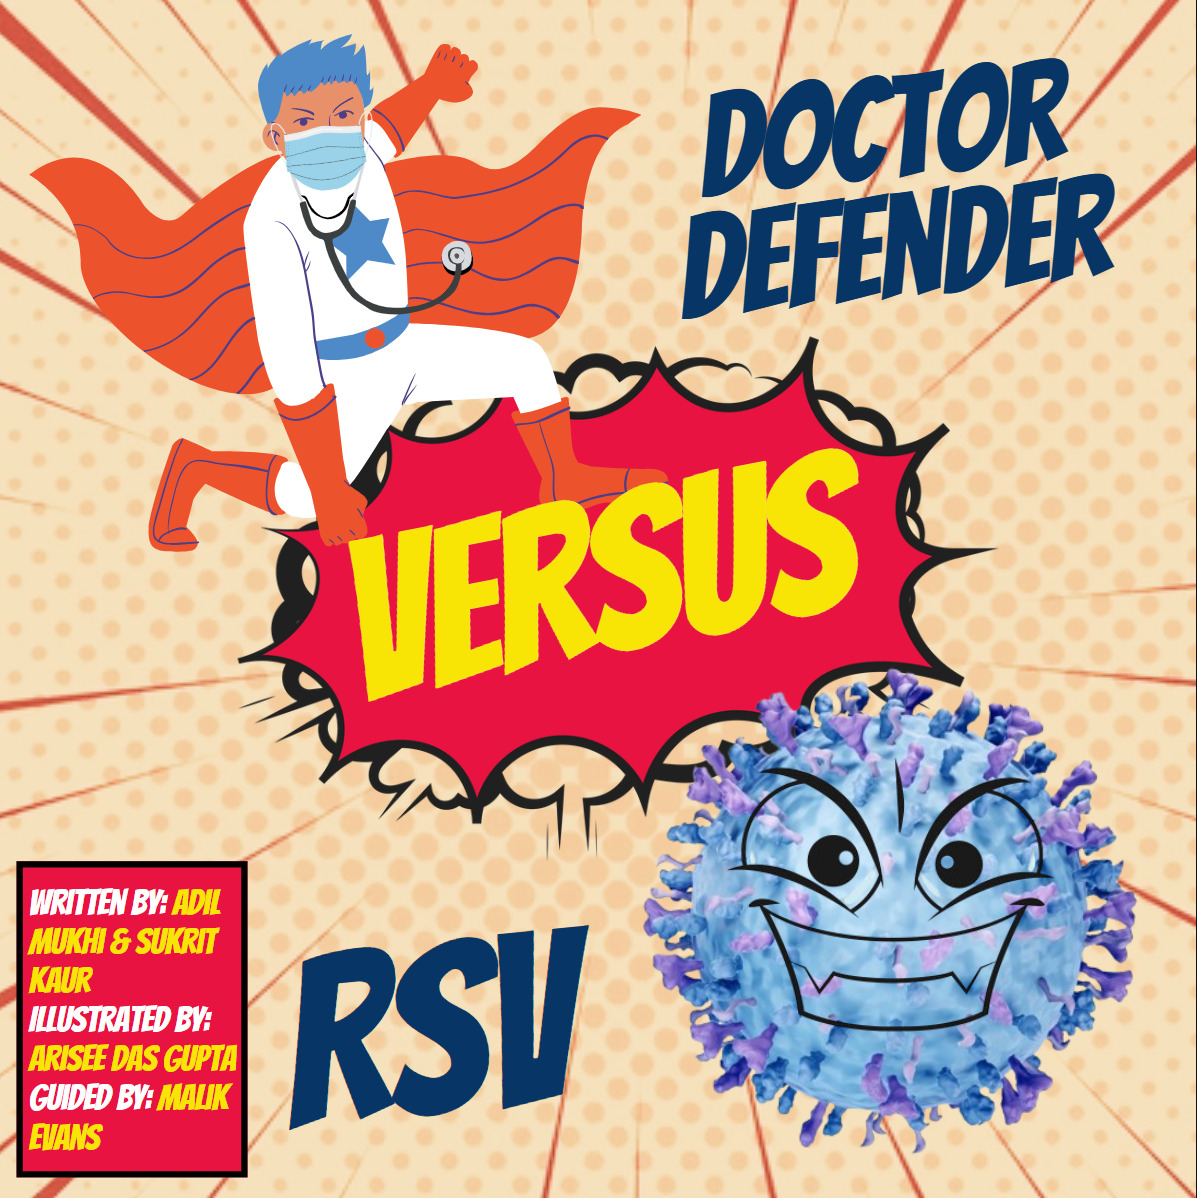 DOCTOR
DEFENDER
VERSUS
RSV
WRITTEN BY: ADIL
MUKHI & SUKRIT
KAUR
ILLUSTRATED BY:
ARISEE DAS GUPTA
GUIDED BY: MALIK
EVANS